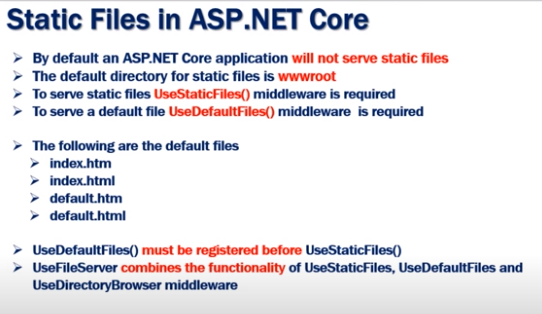 Static Files in ASP.NET Core
By default an ASP.NET Core application will not serve static files
The default directory for static files is wwwroot
To serve static files UseStaticFiles() middleware is required
To serve a default file UseDefaultFiles() middleware is required
The following are the default files
index.htm
index.html
default.htm
default.html
UseDefaultFiles() must be registered before UseStaticFiles()
UseFileServer combines the functionality of UseStaticFiles, UseDefaultFiles and
UseDirectoryBrowser middleware